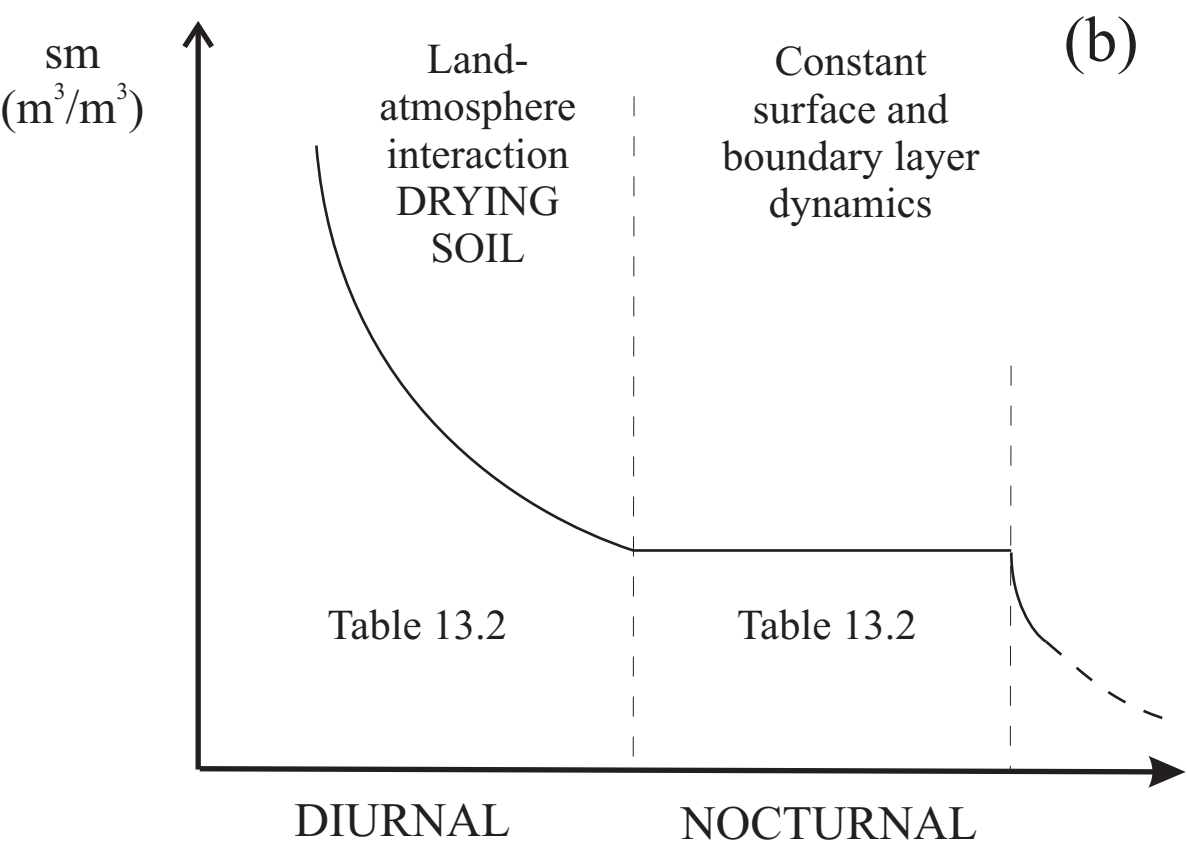 (b)
sm
(m³/m³)
Land-
atmosphere
interaction
DRYING
SOIL
Constant
surface and
boundary layer
dynamics
Table 13.2
Table 13.2
DIURNAL
NOCTURNAL